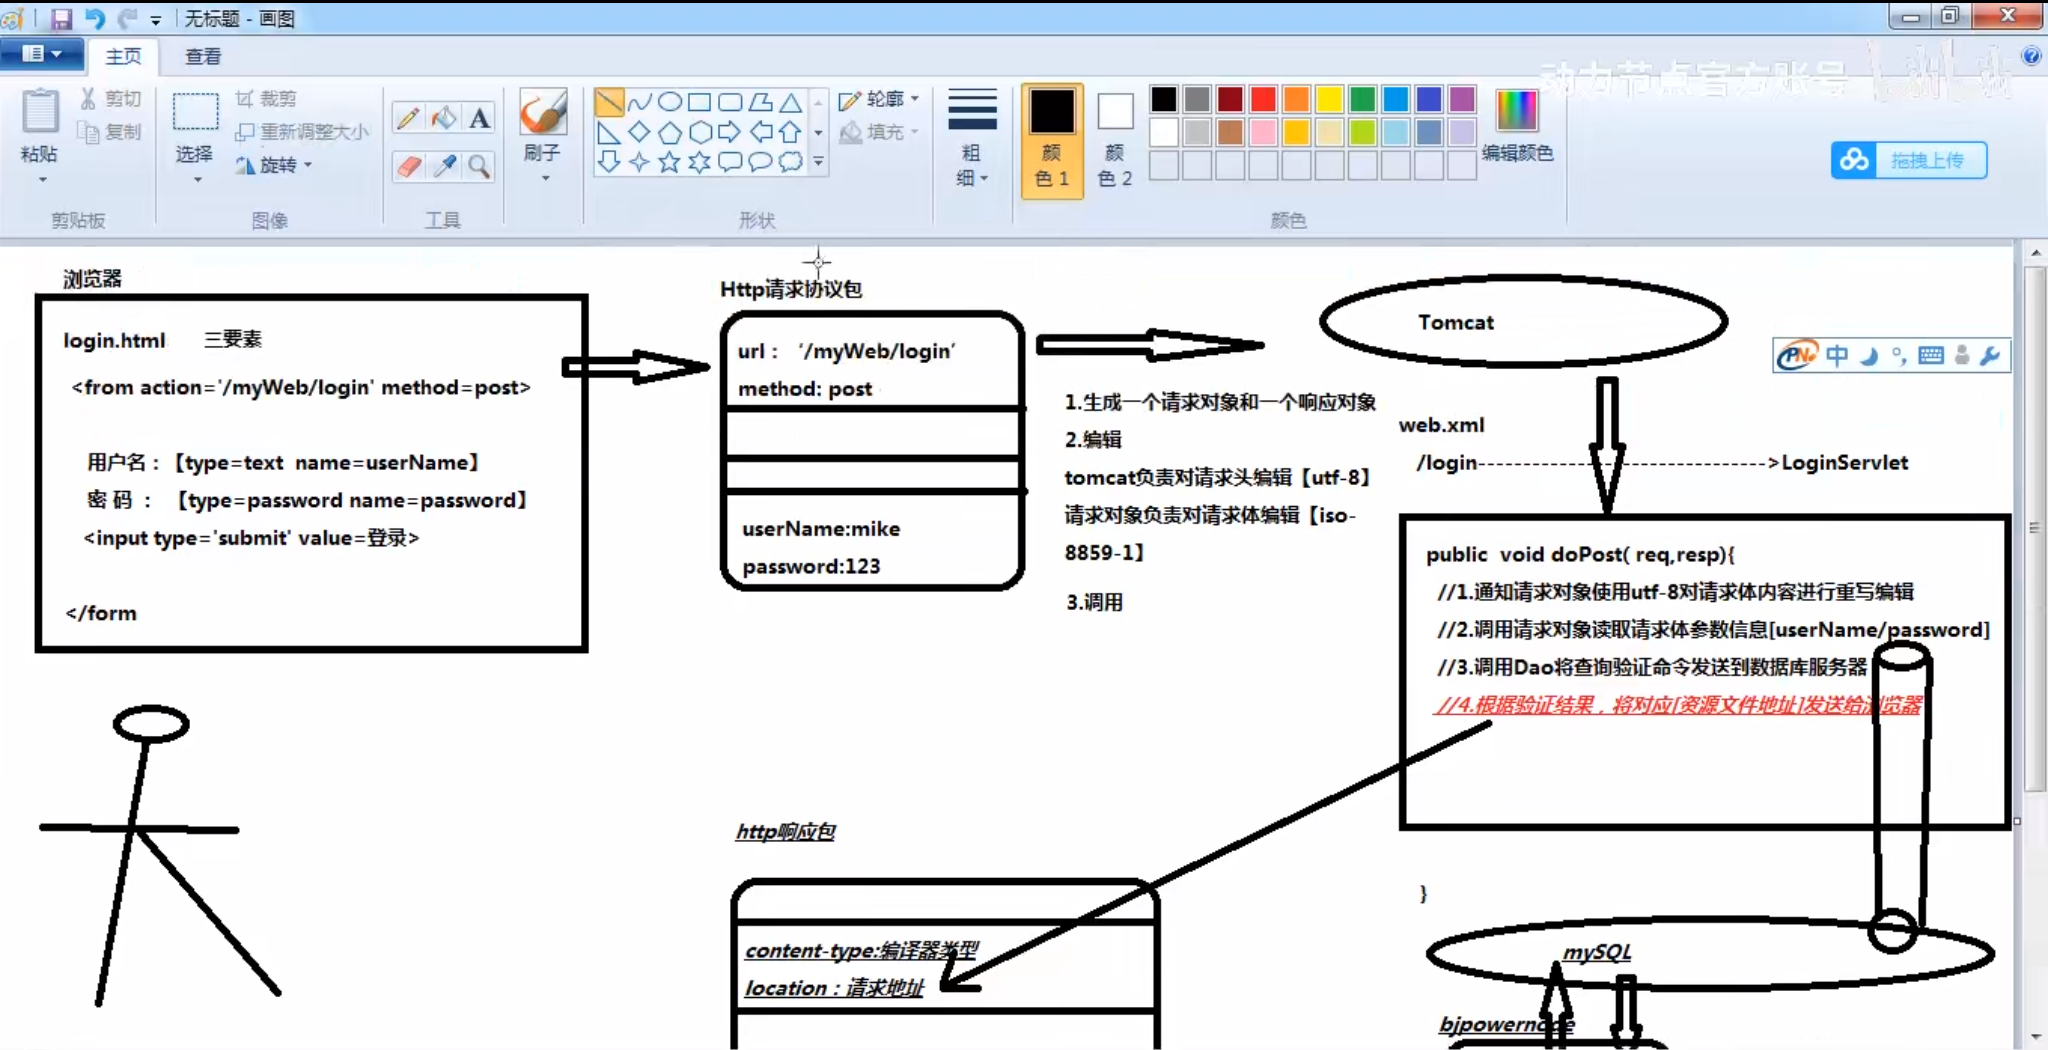 无标题 - 画图
主页
查看
动力节点官方账号
粘贴
剪切
复制
剪贴板
选择
裁剪
重新调整大小
旋转
图像
A
工具
刷子
形状
轮廓
填充
粗
细
颜
色 1
颜
色 2
编辑颜色
颜色
拖拽上传
浏览器
login.html 三要素
<from action='/myWeb/login' method=post>
用户名：【type=text name=userName】
密 码 ： 【type=password name=password】
<input type='submit' value=登录>
</form
Http请求协议包
url： ‘/myWeb/login’
method: post
userName:mike
password:123
1.生成一个请求对象和一个响应对象
2.编辑
tomcat负责对请求头编辑【utf-8】
请求对象负责对请求体编辑【iso-
8859-1】
3.调用
Tomcat
中
web.xml
/login----------------------------------->LoginServlet
public void doPost( req,resp){
//1.通知请求对象使用utf-8对请求体内容进行重写编辑
//2.调用请求对象读取请求体参数信息[userName/password]
//3.调用Dao将查询验证命令发送到数据库服务器
//4.根据验证结果，将对应[资源文件地址]发送给浏览器
}
http响应包
content-type:编译器类型
location：请求地址
mySQL
bjpowernode